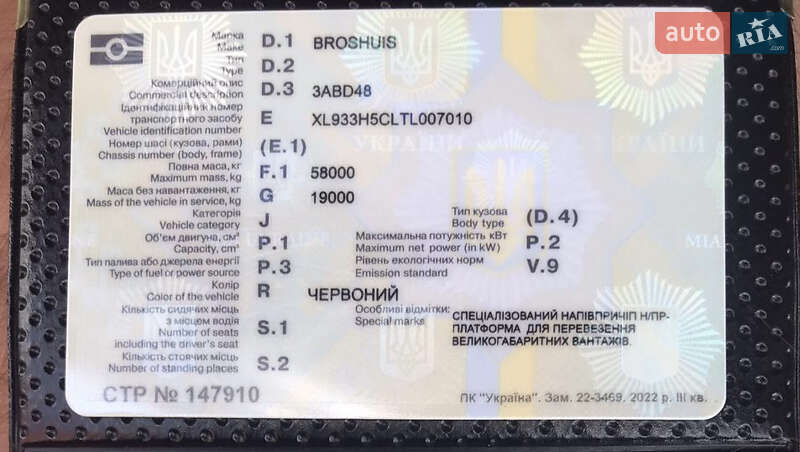 auto RIA.com
Марка
Make D.1 BROSHUIS
Тип
Type D.2
Комерційний опис
Commercial description D.3 3ABD48
Ідентифікаційний номер
транспортного засобу E XL933H5CLTL007010
Vehicle identification number
Номер шасі (кузова, рами) (E.1)
Chassis number (body, frame)
Повна маса, кг
Maximum mass, kg F.1 58000
Маса без навантаження, кг G 19000
Mass of the vehicle in service, kg
Категорія J Тип кузова (D.4)
Vehicle category Body type
Об'єм двигуна, см³ P.1 Максимальна потужність кВт P.2
Capacity, cm³ Maximum net power (in kW)
Тип палива або джерела енергії P.3 Рівень екологічних норм V.9
Type of fuel or power source Emission standard
Колір R ЧЕРВОНИЙ
Color of the vehicle
Кількість сидячих місць Особливі відмітки: СПЕЦІАЛІЗОВАНИЙ НАПІВПРИЧІП Н/ПР-
з місцем водія S.1 Special marks ПЛАТФОРМА ДЛЯ ПЕРЕВЕЗЕННЯ
Number of seats ВЕЛИКОГАБАРИТНИХ ВАНТАЖІВ.
including the driver's seat
Кількість стоячих місць S.2
Number of standing places
СТР № 147910
ПК "Україна". Зам. 22-3469. 2022 р. III кв.
УКРАЇНА